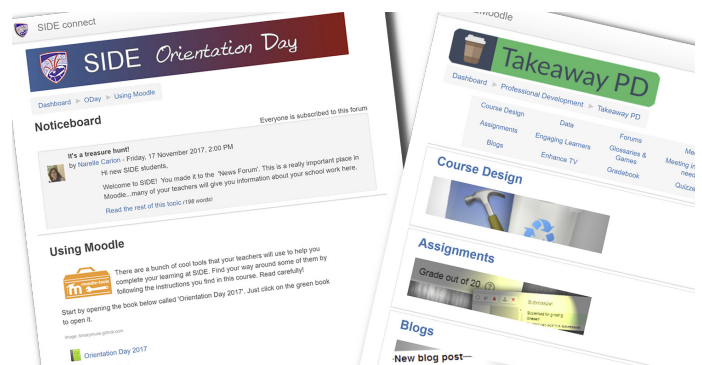 SIDE connect
SIDE Orientation Day
Dashboard ► ODay ► Using Moodle
Noticeboard
Everyone is subscribed to this forum
It's a treasure hunt!
by Narelle Carion - Friday, 17 November 2017, 2:00 PM
Hi new SIDE students,
Welcome to SIDE! You made it to the 'News Forum'. This is a really important place in
Moodle...many of your teachers will give you information about your school work here.
Read the rest of this topic (198 words)
Using Moodle
There are a bunch of cool tools that your teachers will use to help you
complete your learning at SIDE. Find your way around some of them by
following the instructions you find in this course. Read carefully!
moodle-tools
Start by opening the book below called 'Orientation Day 2017'. Just click on the green book
to open it.
Orientation Day 2017
Moodle
Takeaway PD
Dashboard ► Professional Development ► Takeaway PD
Course Design
Data
Forums
Assignments
Engaging Learners
Glossaries &
Games
Meeting in
Blogs
Enhance TV
Gradebook
Quizze
Course Design
Assignments
Grade out of 20
Submission
Blogs
New blog post